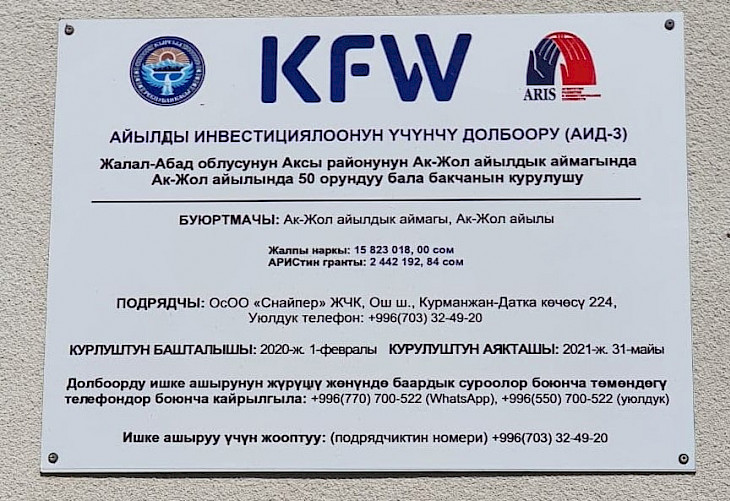 KFW
ARIS
АЙЫЛДЫ ИНВЕСТИЦИЯЛООНУН ҮЧҮНЧҮ ДОЛБООРУ (АИД-3)
Жалал-Абад облусунун Аксы районунун Ак-Жол айылдык аймагында
Ак-Жол айылында 50 орундуу бала бакчанын курулушу
БУЮРТМАЧЫ: Ак-Жол айылдык аймагы, Ак-Жол айылы
Жалпы наркы: 15 823 018, 00 сом
АРИСтин гранты: 2 442 192, 84 сом
ПОДРЯДЧЫ: ОсОО «Снайпер» ЖЧК, Ош ш., Курманжан-Датка көчөсү 224,
Уюлдук телефон: +996(703) 32-49-20
КУРЛУШТУН БАШТАЛЫШЫ: 2020-ж. 1-февралы КУРУЛУШТУН АЯКТАШЫ: 2021-ж. 31-майы
Долбоорду ишке ашырунун жүрүшү жөнүндө баардык суроолор боюнча төмөндөгү
телефондор боюнча кайрылгыла: +996(770) 700-522 (WhatsApp), +996(550) 700-522 (уюлдук)
Ишке ашыруу үчүн жооптуу: (подрядчиктин номери) +996(703) 32-49-20